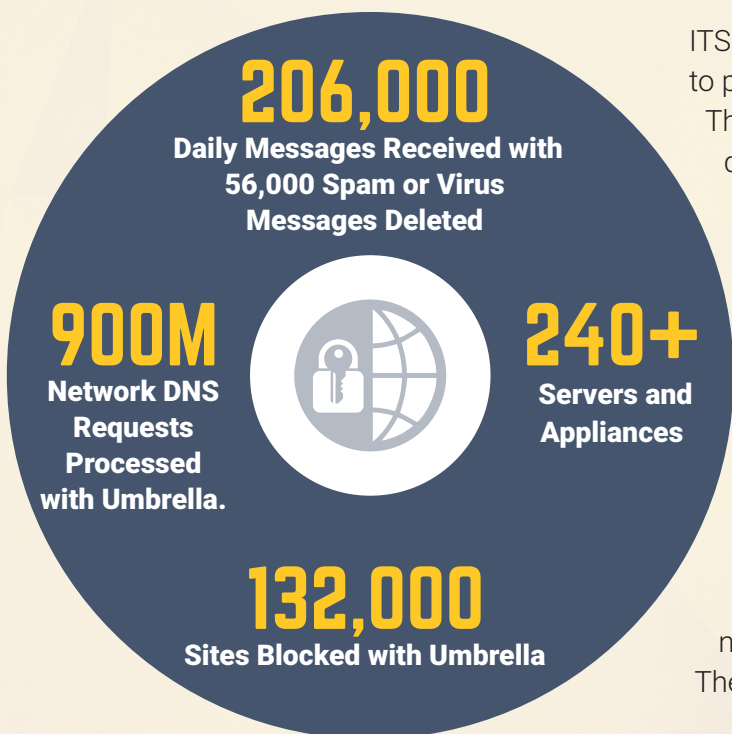 206,000
Daily Messages Received with
56,000 Spam or Virus
Messages Deleted
900M
Network DNS
Requests
Processed
with Umbrella.
240+
Servers and
Appliances
132,000
Sites Blocked with Umbrella
ITS
to p
Th
n
The